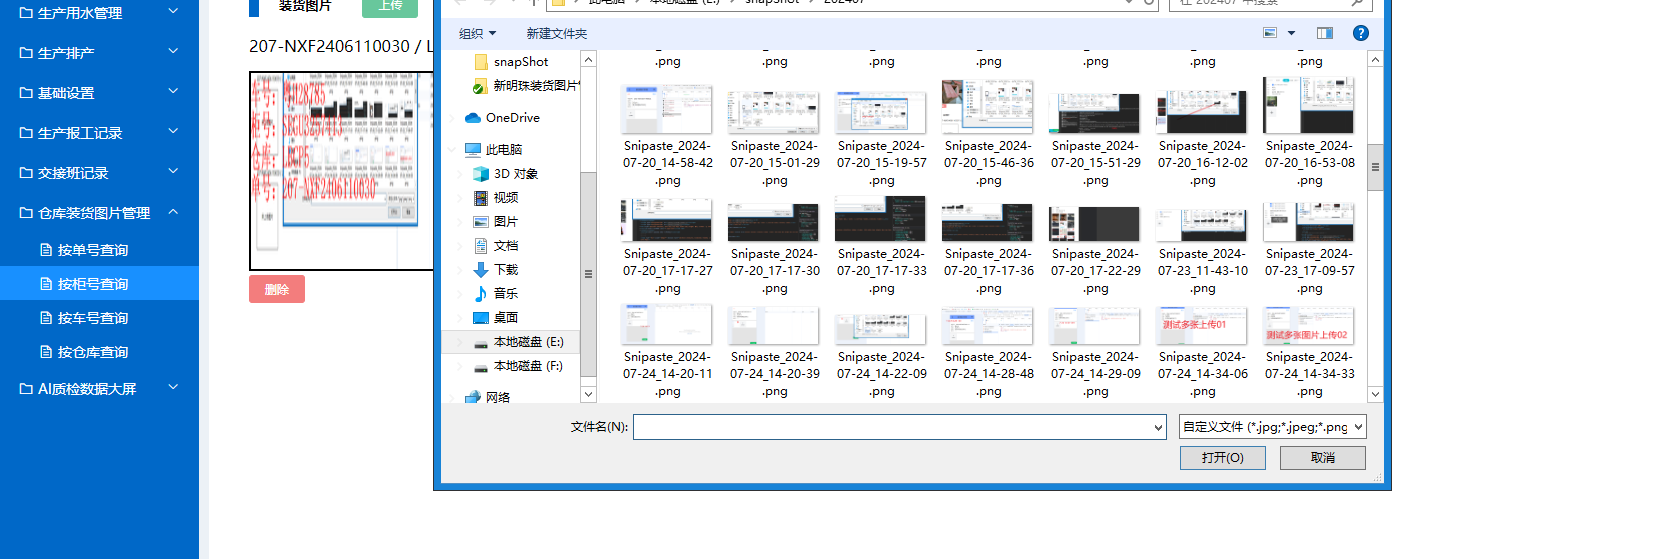 生产用水管理
生产排产
基础设置
生产报工记录
交接班记录
仓库装货图片管理
按单号查询
按柜号查询
按车号查询
按仓库查询
AI质检数据大屏
装货图片
上传
207-NXF2406110030 / L
单号：207-NXF2406110030
删除
此电脑
本地磁盘 (E:)
snapShot
202407
在 202407 中搜索
组织
新建文件夹
snapShot
新明珠装货图片
OneDrive
此电脑
3D 对象
视频
图片
文档
下载
音乐
桌面
本地磁盘 (E:)
本地磁盘 (F:)
网络
.png .png .png .png .png .png .png
Snipaste_2024-07-20_14-58-42.png
Snipaste_2024-07-20_15-01-29.png
Snipaste_2024-07-20_15-19-57.png
Snipaste_2024-07-20_15-46-36.png
Snipaste_2024-07-20_15-51-29.png
Snipaste_2024-07-20_16-12-02.png
Snipaste_2024-07-20_16-53-08.png
Snipaste_2024-07-20_17-17-27.png
Snipaste_2024-07-20_17-17-30.png
Snipaste_2024-07-20_17-17-33.png
Snipaste_2024-07-20_17-17-36.png
Snipaste_2024-07-20_17-22-29.png
Snipaste_2024-07-23_11-43-10.png
Snipaste_2024-07-23_17-09-57.png
测试多张上传01
测试多张图片上传02
Snipaste_2024-07-24_14-20-11.png
Snipaste_2024-07-24_14-20-39.png
Snipaste_2024-07-24_14-22-09.png
Snipaste_2024-07-24_14-28-48.png
Snipaste_2024-07-24_14-29-09.png
Snipaste_2024-07-24_14-34-06.png
Snipaste_2024-07-24_14-34-33.png
文件名(N):
自定义文件 (*.jpg;*.jpeg;*.png
打开(O)
取消